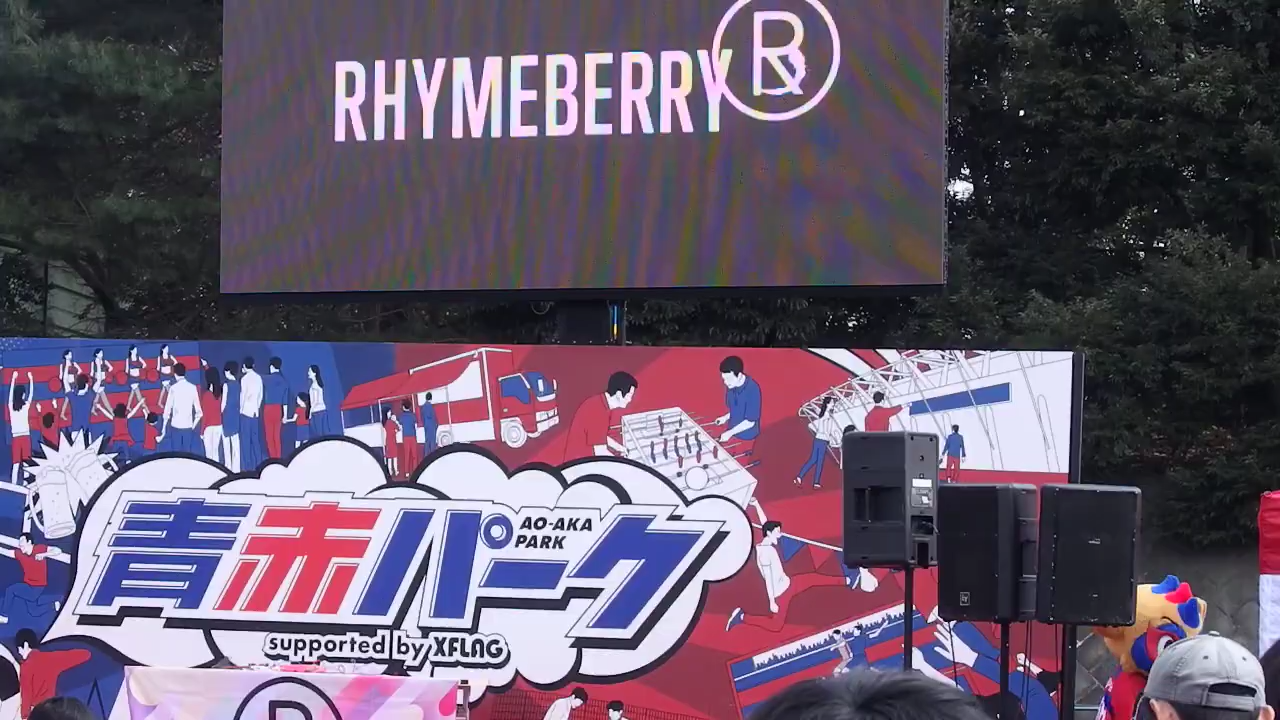 RHYMEBERRY
R
青赤パーク
AO-AKA
PARK
supported by XFLAG
R